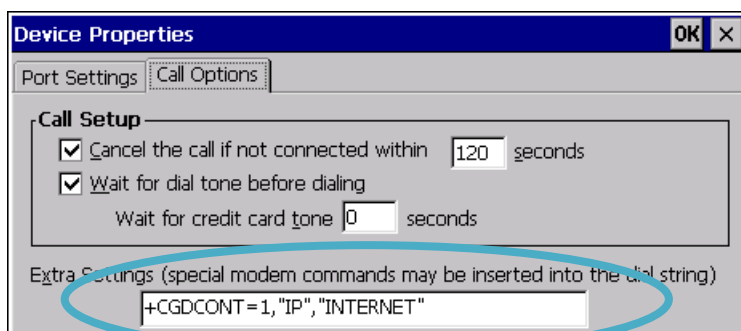 Device Properties OK ×
Port Settings Call Options
Call Setup
Cancel the call if not connected within 120 seconds
Wait for dial tone before dialing
Wait for credit card tone 0 seconds
Extra Settings (special modem commands may be inserted into the dial string)
+CGDCONT=1,"IP","INTERNET"